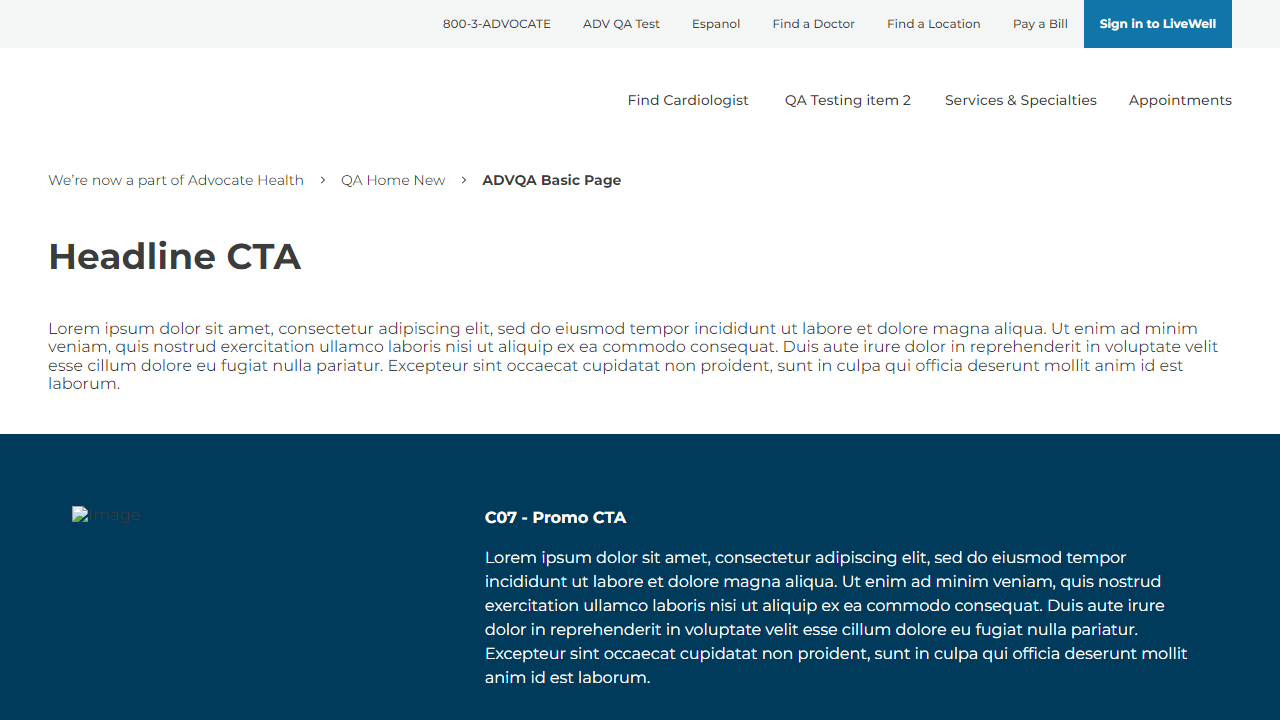 800-3-ADVOCATE ADV QA Test Espanol Find a Doctor Find a Location Pay a Bill Sign in to LiveWell
Find Cardiologist QA Testing item 2 Services & Specialties Appointments
We’re now a part of Advocate Health > QA Home New > ADVQA Basic Page
Headline CTA
Lorem ipsum dolor sit amet, consectetur adipiscing elit, sed do eiusmod tempor incididunt ut labore et dolore magna aliqua. Ut enim ad minim
veniam, quis nostrud exercitation ullamco laboris nisi ut aliquip ex ea commodo consequat. Duis aute irure dolor in reprehenderit in voluptate velit
esse cillum dolore eu fugiat nulla pariatur. Excepteur sint occaecat cupidatat non proident, sunt in culpa qui officia deserunt mollit anim id est
laborum.
Image
C07 - Promo CTA
Lorem ipsum dolor sit amet, consectetur adipiscing elit, sed do eiusmod tempor
incididunt ut labore et dolore magna aliqua. Ut enim ad minim veniam, quis nostrud
exercitation ullamco laboris nisi ut aliquip ex ea commodo consequat. Duis aute irure
dolor in reprehenderit in voluptate velit esse cillum dolore eu fugiat nulla pariatur.
Excepteur sint occaecat cupidatat non proident, sunt in culpa qui officia deserunt mollit
anim id est laborum.